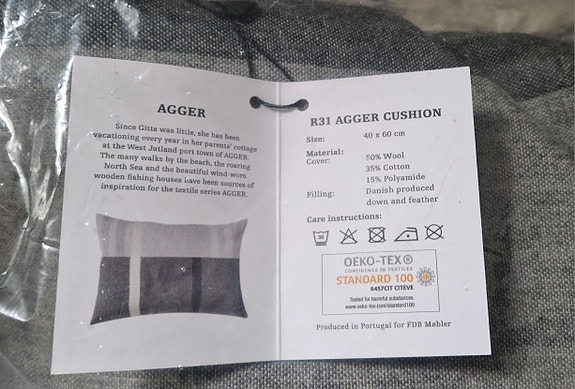 AGGER
Since Gitte was little, she has been
vacationing every year in her parents' cottage
at the West Jutland port town of AGGER.
The many walks by the beach, the roaring
North Sea and the beautiful wind-worn
wooden fishing houses have been sources of
inspiration for the textile series AGGER.
R31 AGGER CUSHION
Size: 40 x 60 cm
Material:
Cover: 50% Wool
35% Cotton
15% Polyamide
Filling: Danish produced
down and feather
Care instructions:
30
OEKO-TEX®
CONFIDENCE IN TEXTILES
STANDARD 100
8457CIT CITEVE
Tested for harmful substances.
www.oeko-tex.com/standard100
Produced in Portugal for FDB Møbler